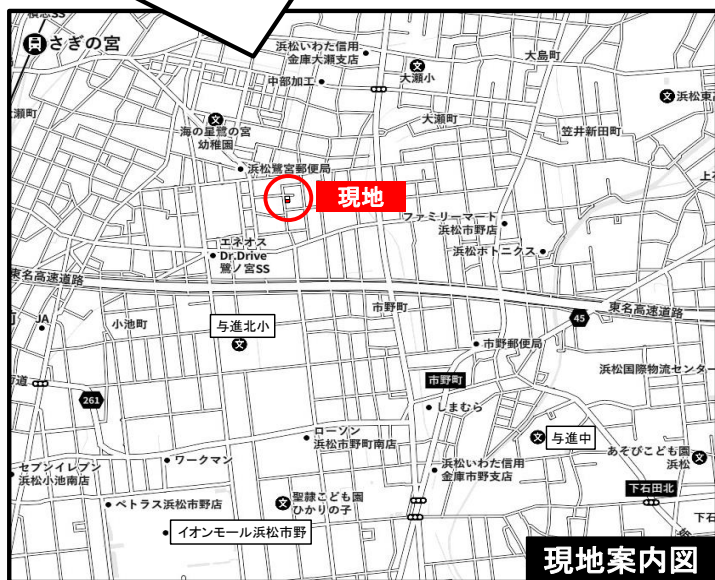 積志SS
さぎの宮
浜松いわた信用
金庫大瀬支店
中部加工
大瀬小
大島町
浜松東
海の星鷺の宮
幼稚園
大瀬町
笠井新田町
浜松鷺宮郵便局
現地
ファミリーマート
浜松市野店
浜松ボトニクス
エネオス
Dr.Drive
鷺ノ宮SS
東名高速道路
東名高速道路
市野町
45
小池町
JA
与進北小
市野郵便局
市野町
浜松国際物流センター
261
しまむら
ローソン
浜松市野町南店
与進中
ワークマン
セブンイレブン
浜松小池南店
浜松いわた信用
金庫市野支店
あそびこども園
浜松
下石田北
ペトラス浜松市野店
聖隷こども園
ひかりの子
イオンモール浜松市野
現地案内図